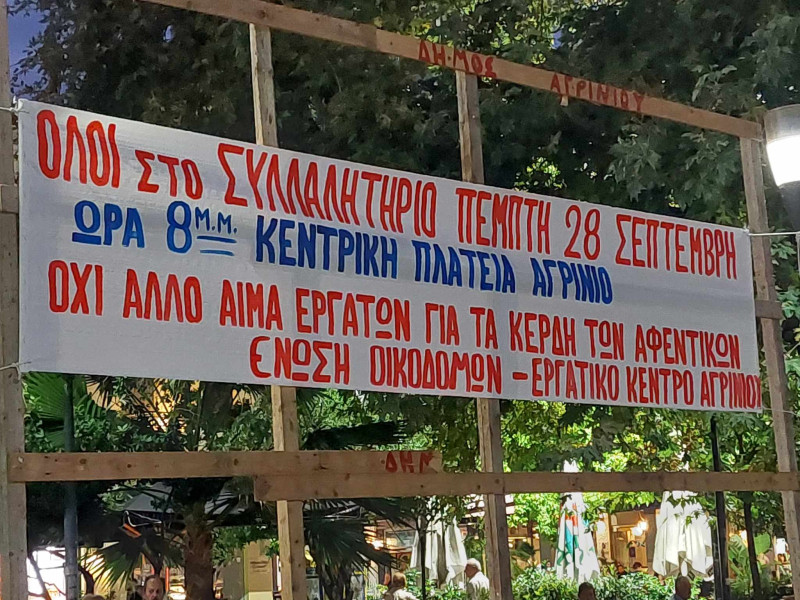 ΔΗΜΟΣ ΑΓΡΙΝΙΟΥ
ΟΛΟΙ ΣΤΟ ΣΥΛΛΑΛΗΤΗΡΙΟ ΠΕΜΠΤΗ 28 ΣΕΠΤΕΜΒΡΗ
ΩΡΑ 8 Μ.Μ. ΚΕΝΤΡΙΚΗ ΠΛΑΤΕΙΑ ΑΓΡΙΝΙΟ
ΟΧΙ ΑΛΛΟ ΑΙΜΑ ΕΡΓΑΤΩΝ ΓΙΑ ΤΑ ΚΕΡΔΗ ΤΩΝ ΑΦΕΝΤΙΚΩΝ
ΕΝΩΣΗ ΟΙΚΟΔΟΜΩΝ - ΕΡΓΑΤΙΚΟ ΚΕΝΤΡΟ ΑΓΡΙΝΙΟΥ